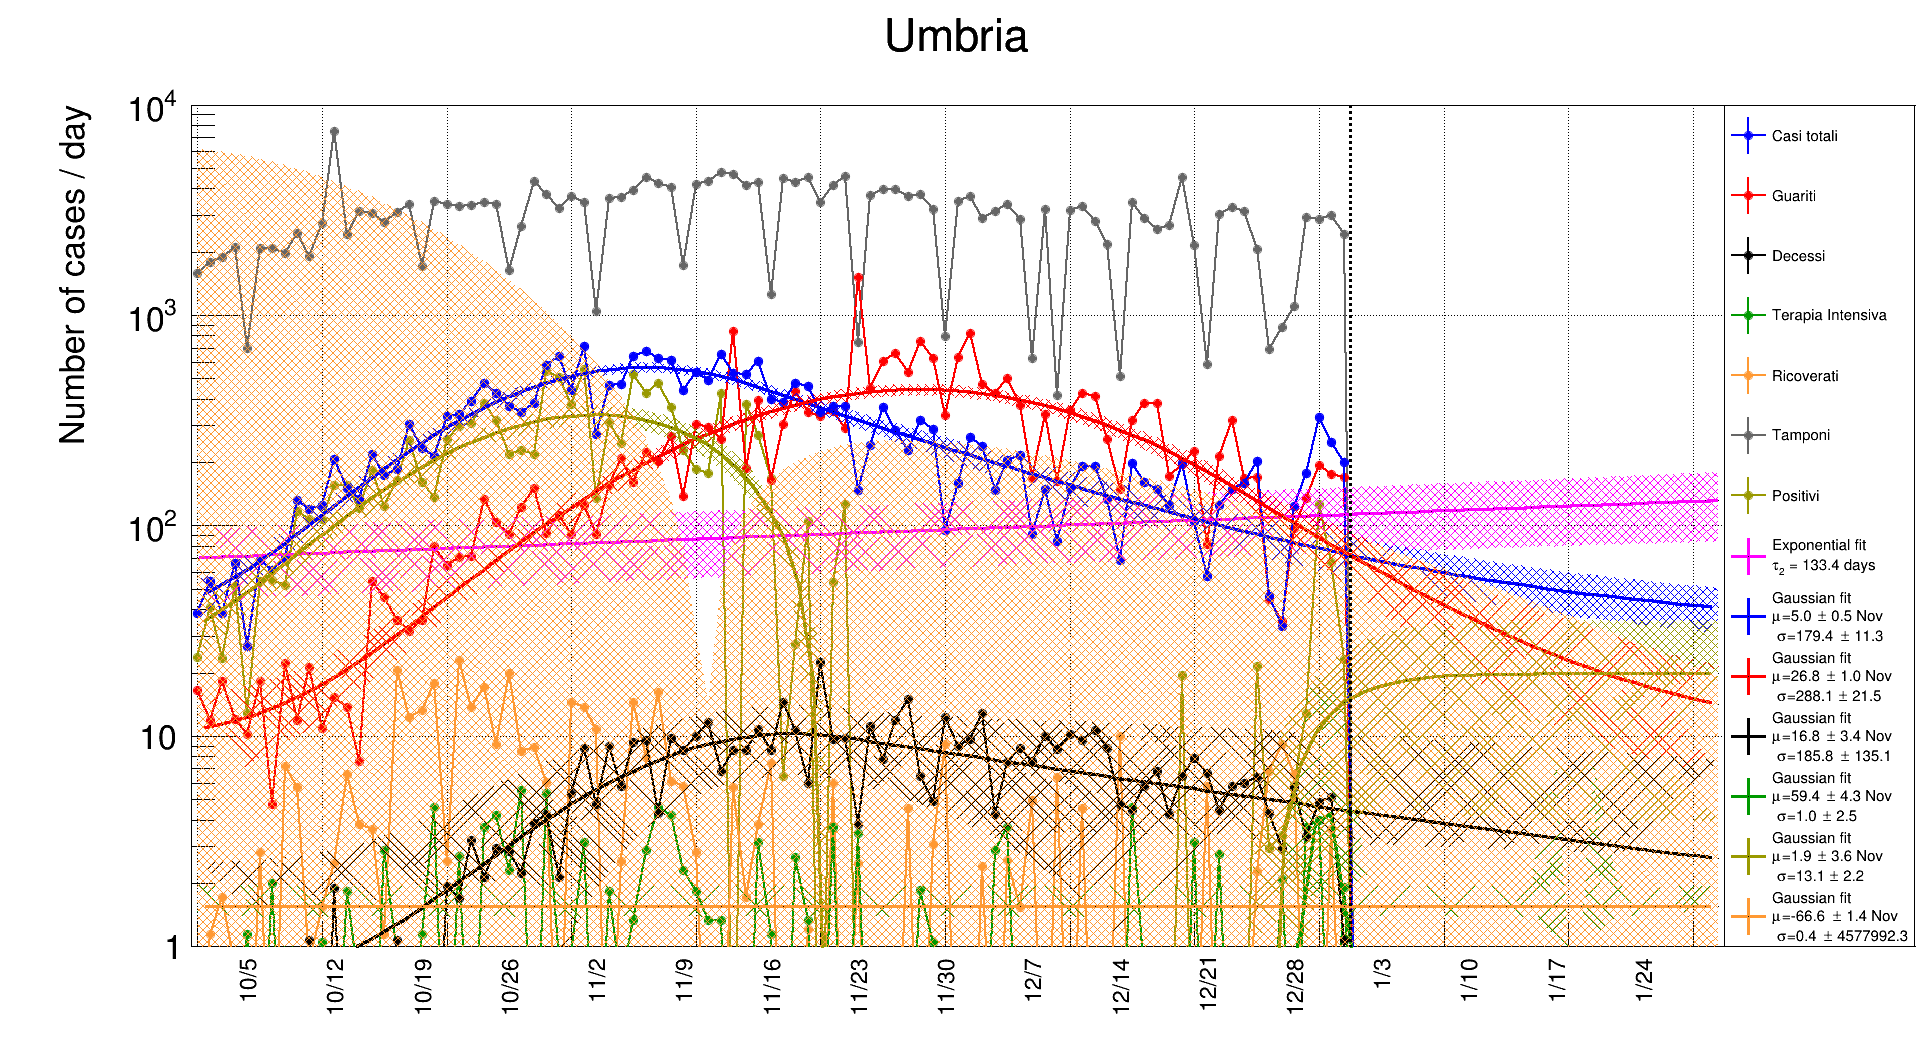 Umbria
Number of cases / day
10⁴
10³
10²
10
1
10/5
10/12
10/19
10/26
11/2
11/9
11/16
11/23
11/30
12/7
12/14
12/21
12/28
1/3
1/10
1/17
1/24
Casi totali
Guariti
Decessi
Terapia Intensiva
Ricoverati
Tamponi
Positivi
Exponential fit
τ₂ = 133.4 days
Gaussian fit
μ=5.0 ± 0.5 Nov
σ=179.4 ± 11.3
Gaussian fit
μ=26.8 ± 1.0 Nov
σ=288.1 ± 21.5
Gaussian fit
μ=16.8 ± 3.4 Nov
σ=185.8 ± 135.1
Gaussian fit
μ=59.4 ± 4.3 Nov
σ=1.0 ± 2.5
Gaussian fit
μ=1.9 ± 3.6 Nov
σ=13.1 ± 2.2
Gaussian fit
μ=-66.6 ± 1.4 Nov
σ=0.4 ± 4577992.3